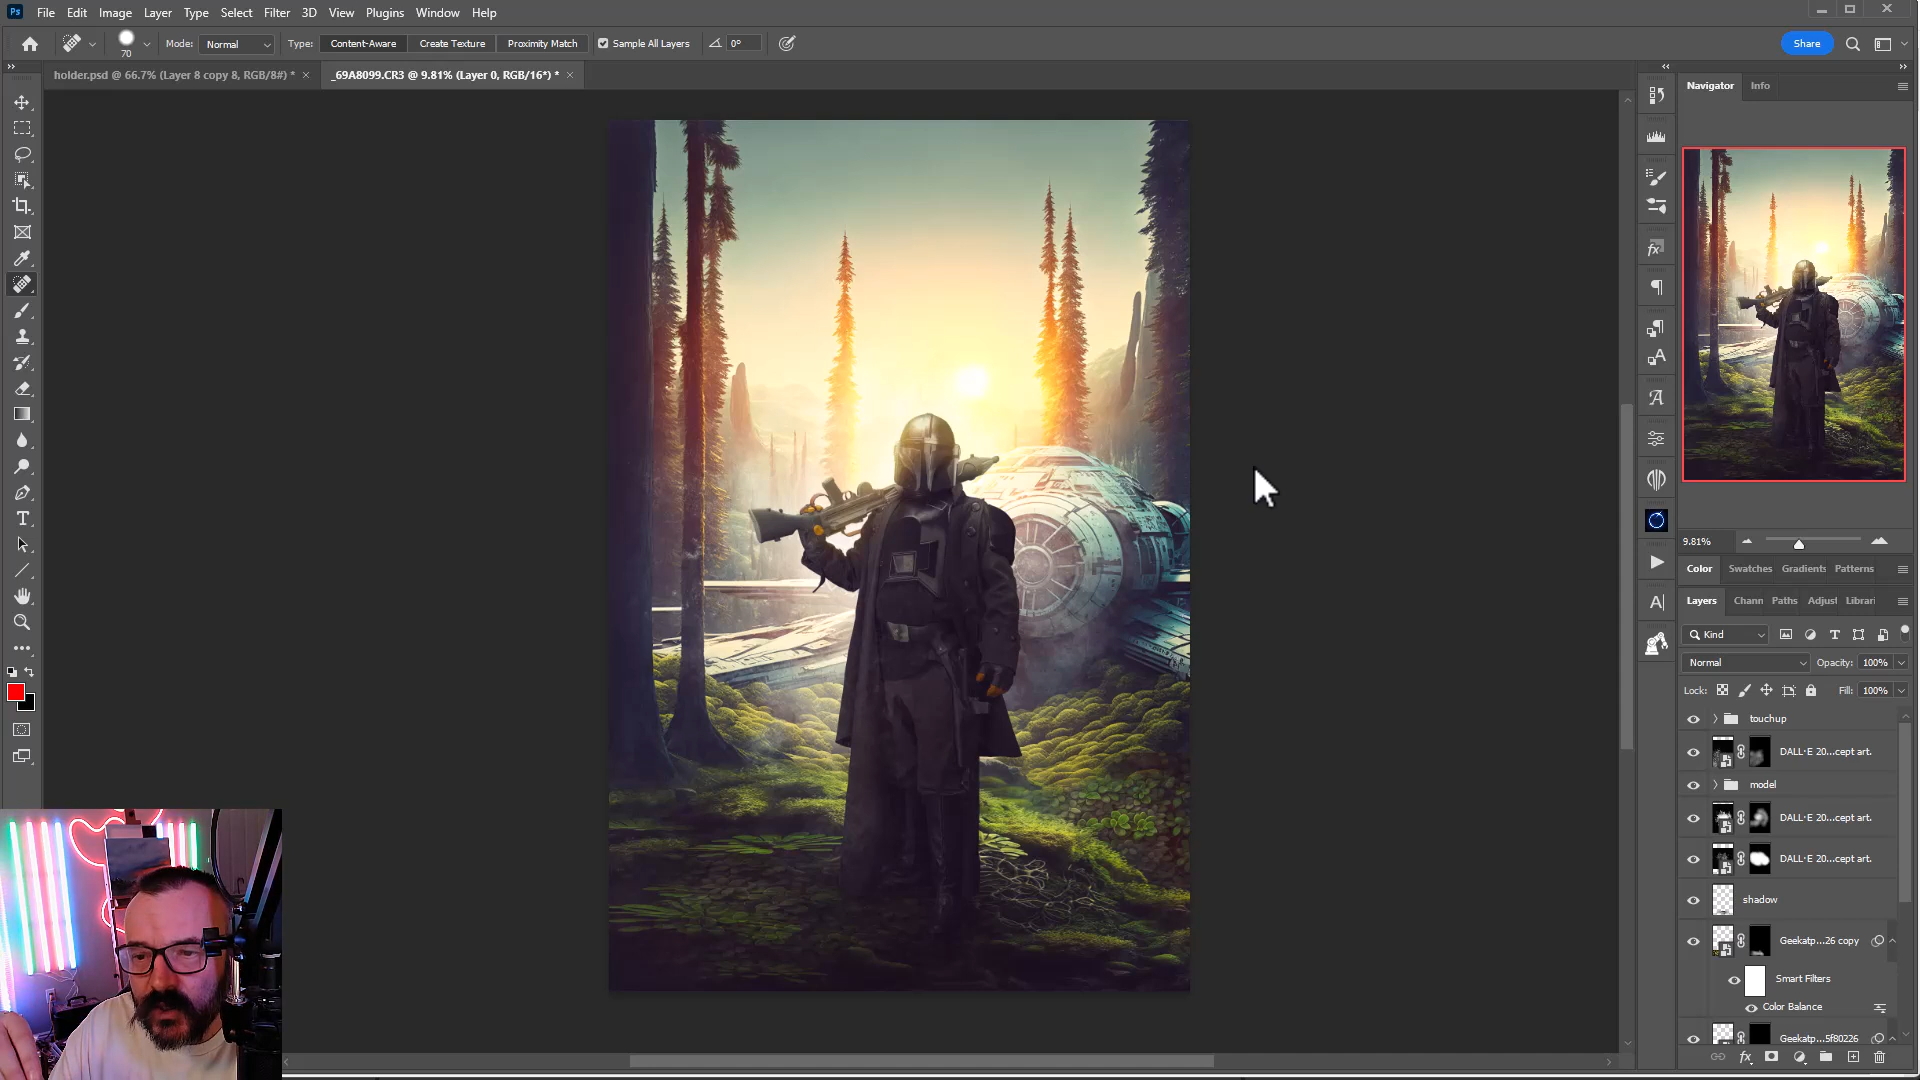 Ps File Edit Image Layer Type Select Filter 3D View Plugins Window Help
70 Mode: Normal Type: Content-Aware Create Texture Proximity Match Sample All Layers 0° Share
holder.psd @ 66.7% (Layer 8 copy 8, RGB/8#) * × _69A8099.CR3 @ 9.81% (Layer 0, RGB/16*) * ×
Navigator Info
9.81%
Color Swatches Gradients Patterns
Layers Chann Paths Adjust Librari
Kind
Normal Opacity: 100%
Lock: Fill: 100%
touchup
DALL·E 20...cept art.
model
DALL·E 20...cept art.
DALL·E 20...cept art.
shadow
Geekatp...26 copy
Smart Filters
Color Balance
Geekatp...5f80226